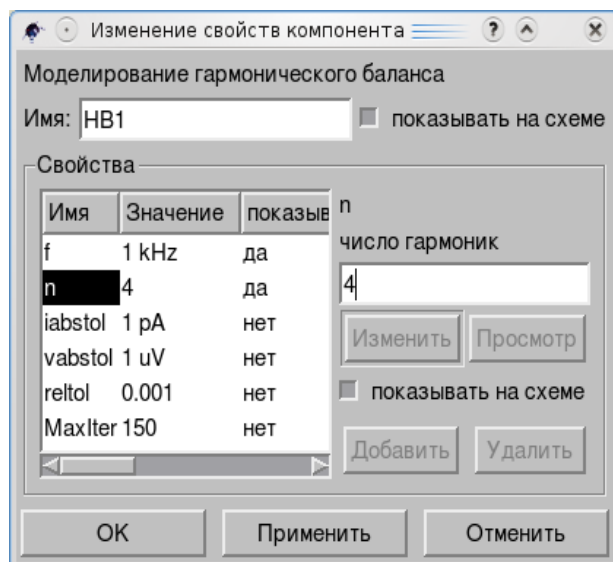 Изменение свойств компонента
Моделирование гармонического баланса
Имя: HB1 показывать на схеме
Свойства
Имя Значение показыв
f 1 kHz да
n 4 да
iabstol 1 pA нет
vabstol 1 uV нет
reltol 0.001 нет
MaxIter 150 нет
n
число гармоник
4
Изменить Просмотр
показывать на схеме
Добавить Удалить
OK Применить Отменить